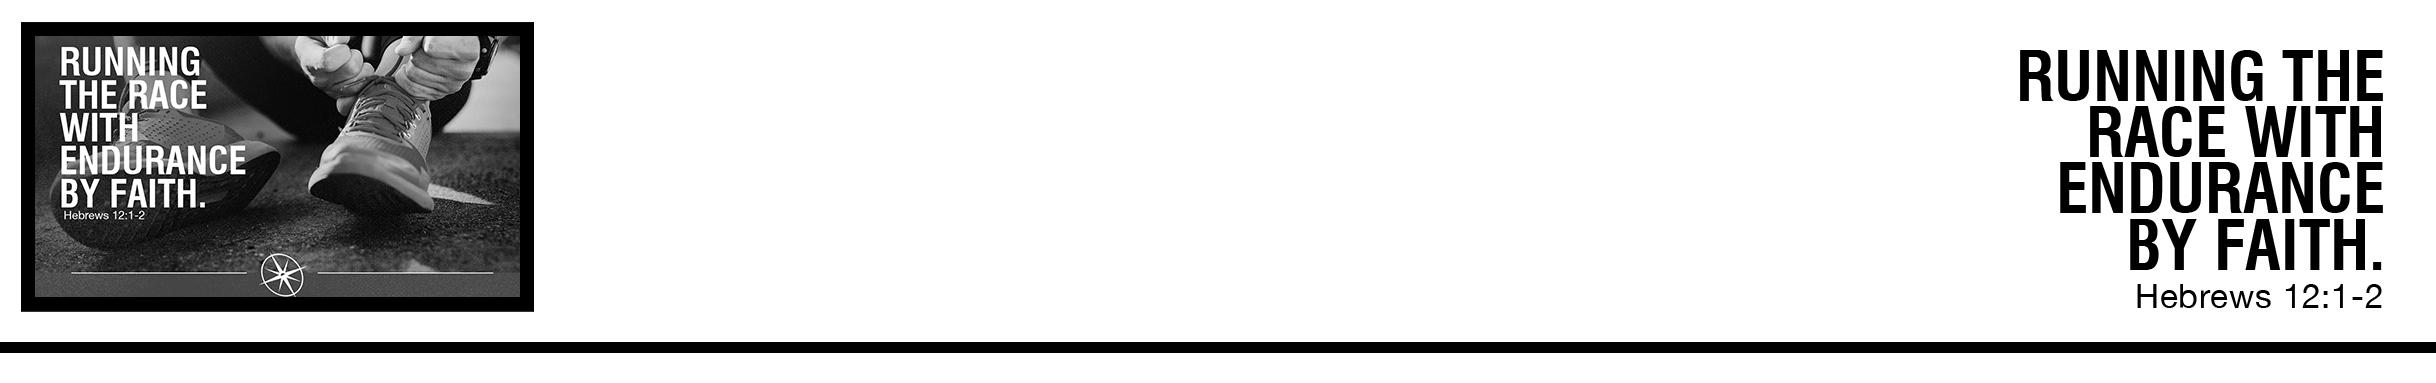 RUNNING
THE RACE
WITH
ENDURANCE
BY FAITH.
Hebrews 12:1-2
RUNNING THE
RACE WITH
ENDURANCE
BY FAITH.
Hebrews 12:1-2